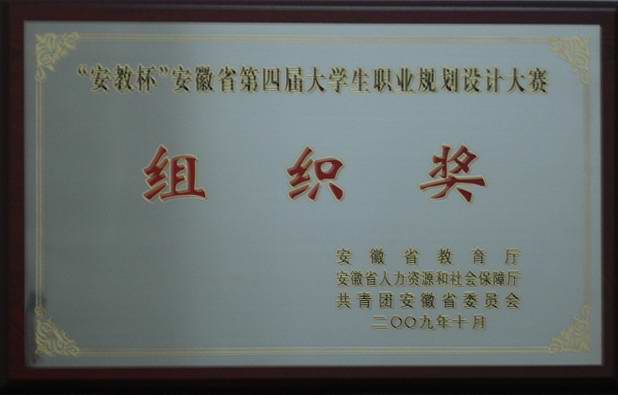 “安教杯”安徽省第四届大学生职业规划设计大赛
组织奖
安徽省教育厅
安徽省人力资源和社会保障厅
共青团安徽省委员会
二〇〇九年十月